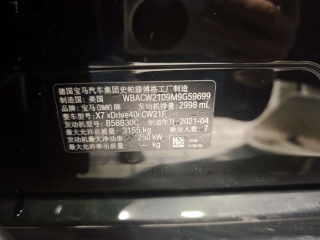 德国宝马汽车集团史帕藤博格工厂制造
制造国：美国 WBACW2109M9G59699
品牌：宝马(BMW)牌 发动机排量：2998 mL
整车型号：X7 xDrive40i CW21F
发动机型号：B58B30C 制造年月：2021-04
最大允许总质量：3155 kg 乘坐人数：7
发动机最大净功率：250 kW